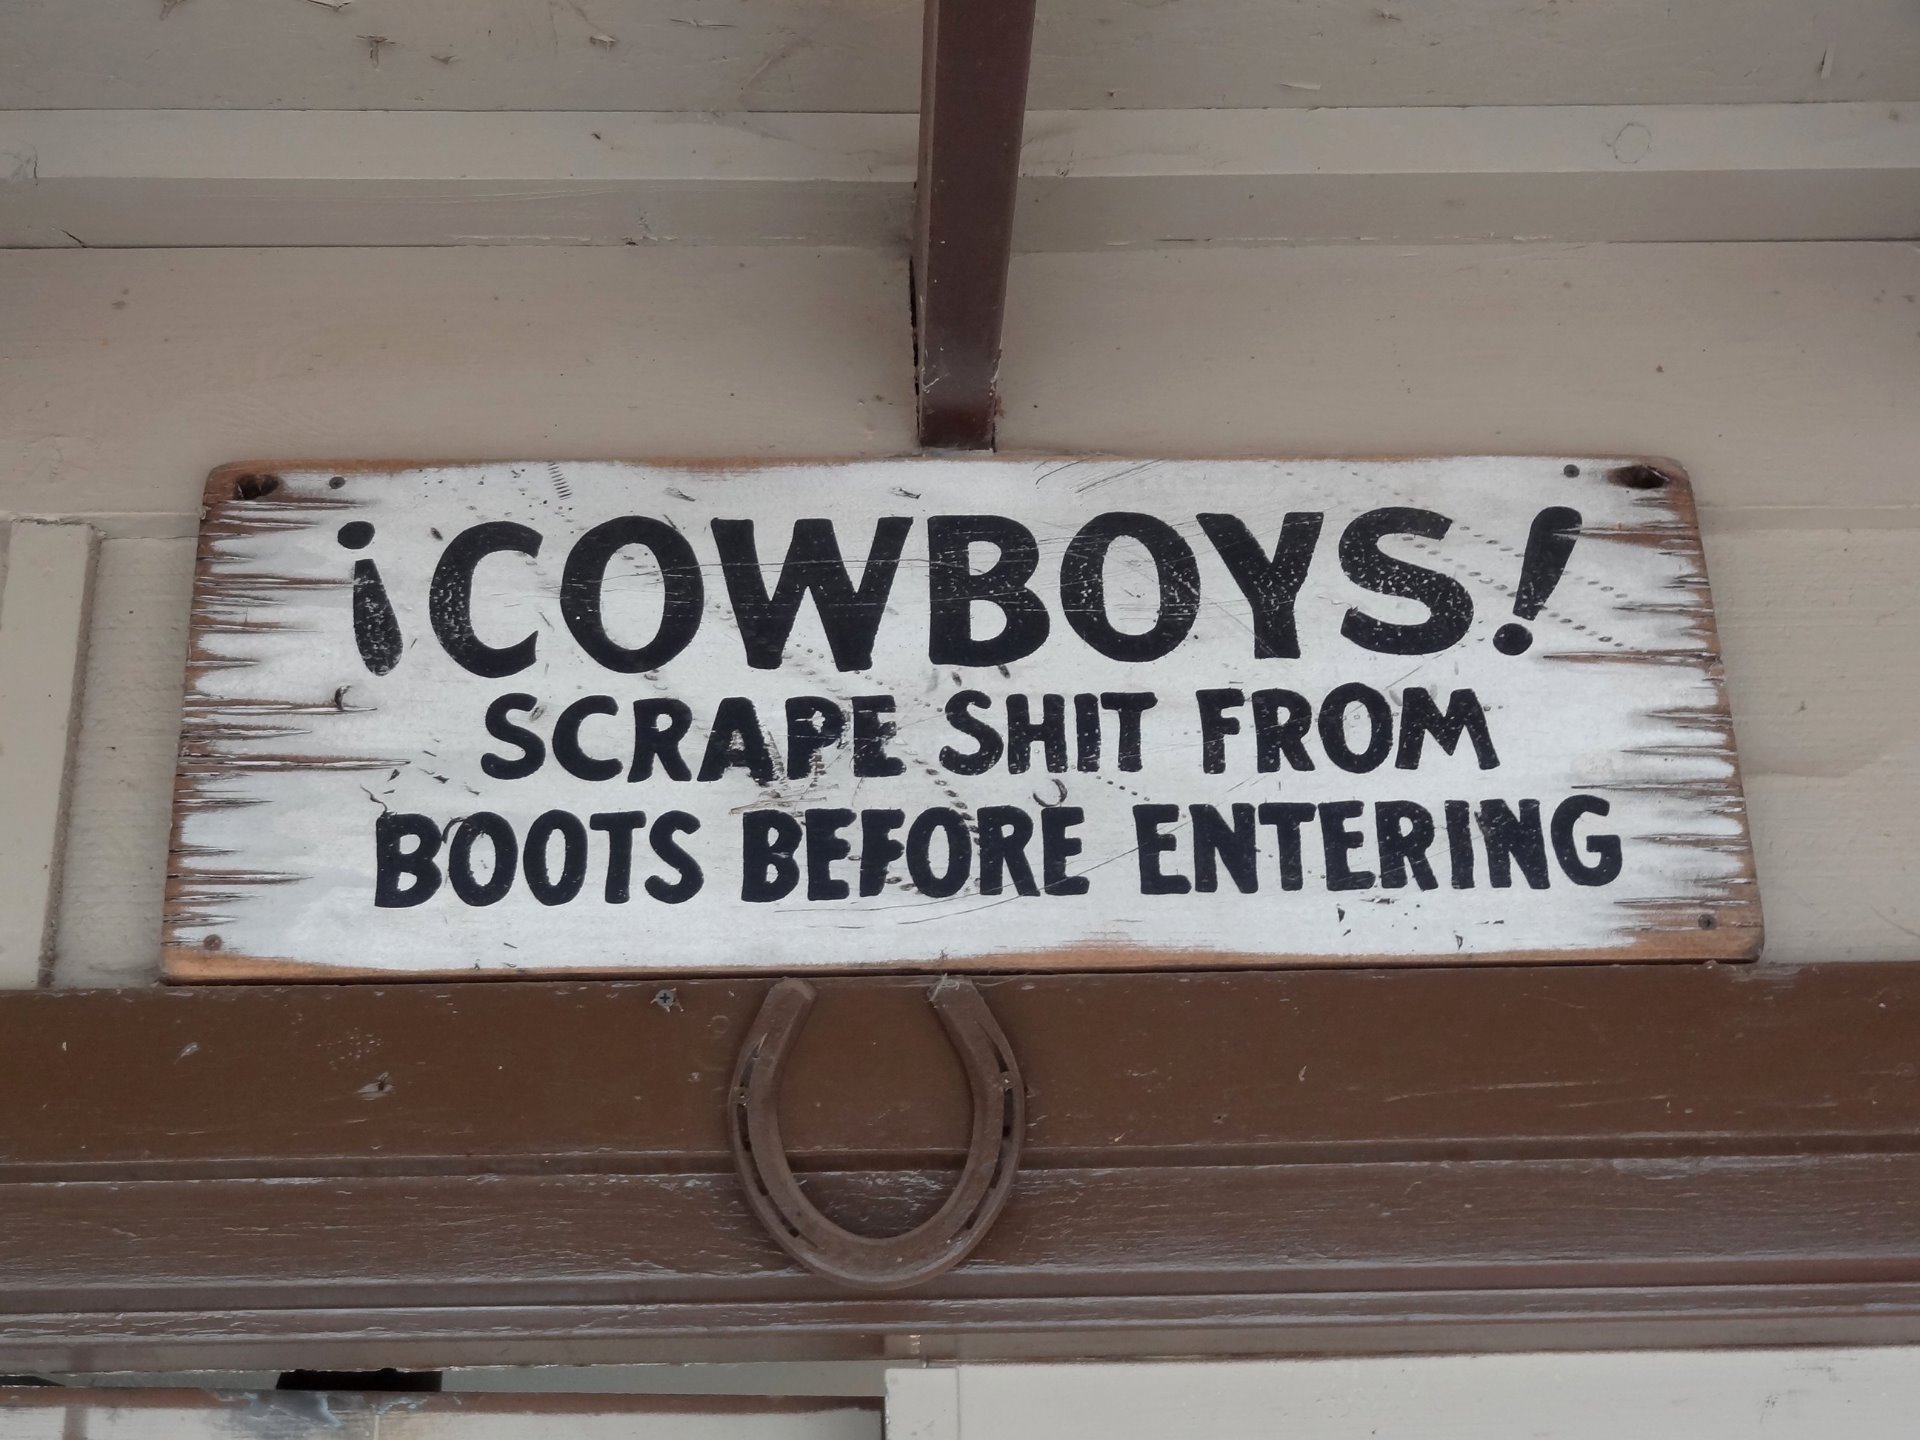 ¡COWBOYS!
SCRAPE SHIT FROM
BOOTS BEFORE ENTERING